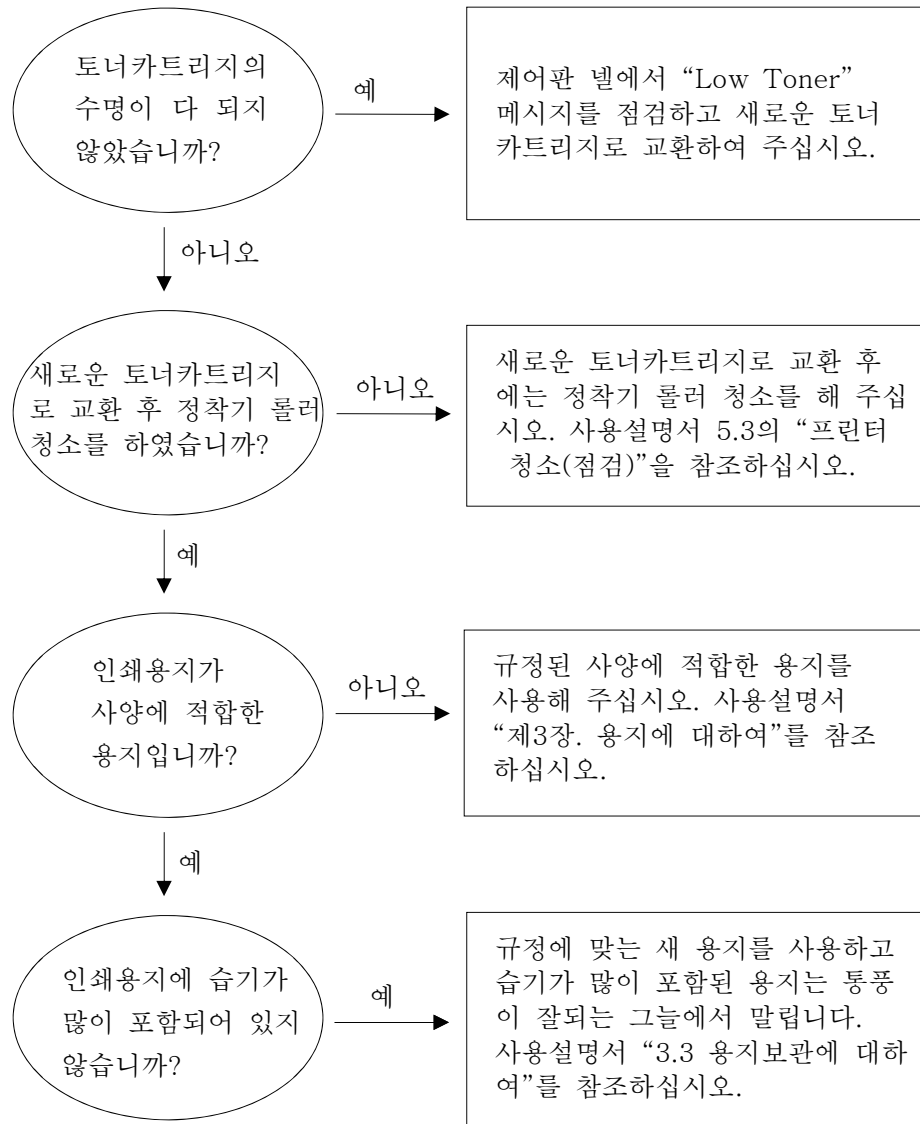 토너카트리지의
수명이 다 되지
않았습니까?
예
제어판 넬에서 “Low Toner”
메시지를 점검하고 새로운 토너
카트리지로 교환하여 주십시오.
아니오
새로운 토너카트리지
로 교환 후 정착기 롤러
청소를 하였습니까?
아니오
새로운 토너카트리지로 교환 후
에는 정착기 롤러 청소를 해 주십
시오. 사용설명서 5.3의 “프린터
청소(점검)”을 참조하십시오.
예
인쇄용지가
사양에 적합한
용지입니까?
아니오
규정된 사양에 적합한 용지를
사용해 주십시오. 사용설명서
“제3장. 용지에 대하여”를 참조
하십시오.
예
인쇄용지에 습기가
많이 포함되어 있지
않습니까?
예
규정에 맞는 새 용지를 사용하고
습기가 많이 포함된 용지는 통풍
이 잘되는 그늘에서 말립니다.
사용설명서 “3.3 용지보관에 대하
여”를 참조하십시오.